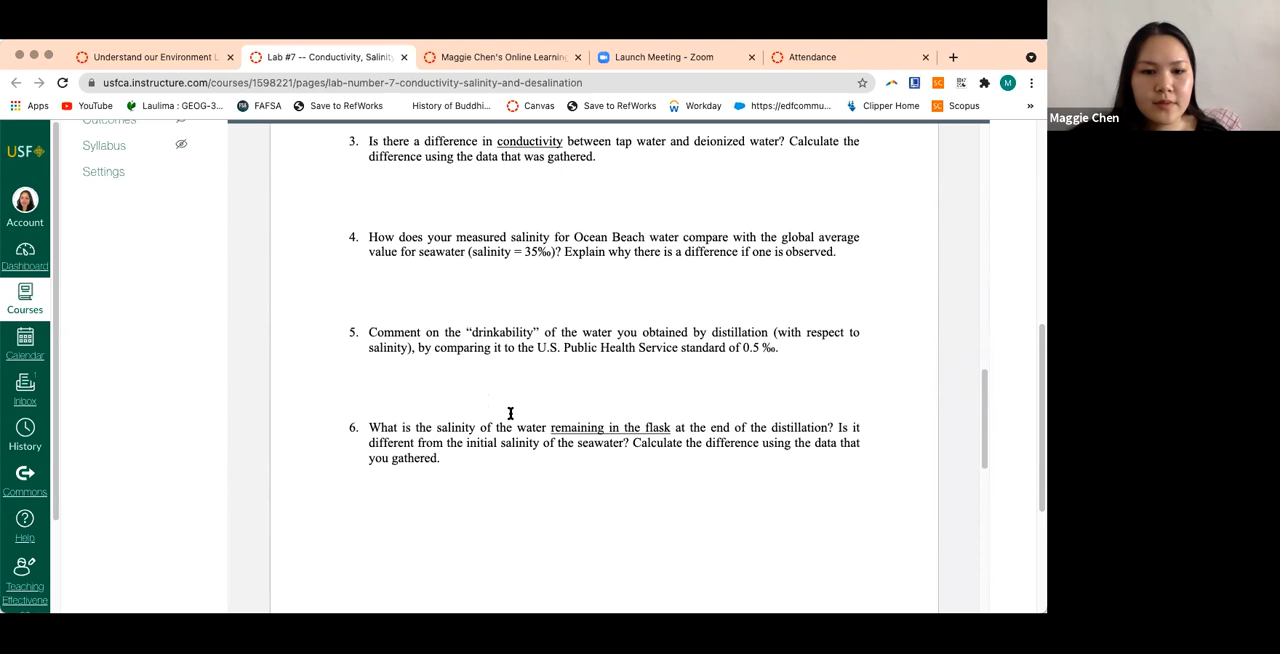 Understand our Environment L
Lab #7 -- Conductivity, Salinity
Maggie Chen's Online Learning
Launch Meeting - Zoom
Attendance
usfca.instructure.com/courses/1598221/pages/lab-number-7-conductivity-salinity-and-desalination
M
Apps
YouTube
Laulima : GEOG-3...
FAFSA
Save to RefWorks
History of Buddhi...
Canvas
Save to RefWorks
Workday
https://edfcommu...
Clipper Home
SC Scopus
»
Maggie Chen
USF
Account
Dashboard
Courses
Calendar
Inbox
1
History
Commons
Help
Teaching
Effectivene
Outcomes
Syllabus
Settings
3. Is there a difference in conductivity between tap water and deionized water? Calculate the
difference using the data that was gathered.
4. How does your measured salinity for Ocean Beach water compare with the global average
value for seawater (salinity = 35‰)? Explain why there is a difference if one is observed.
5. Comment on the “drinkability” of the water you obtained by distillation (with respect to
salinity), by comparing it to the U.S. Public Health Service standard of 0.5 ‰.
6. What is the salinity of the water remaining in the flask at the end of the distillation? Is it
different from the initial salinity of the seawater? Calculate the difference using the data that
you gathered.